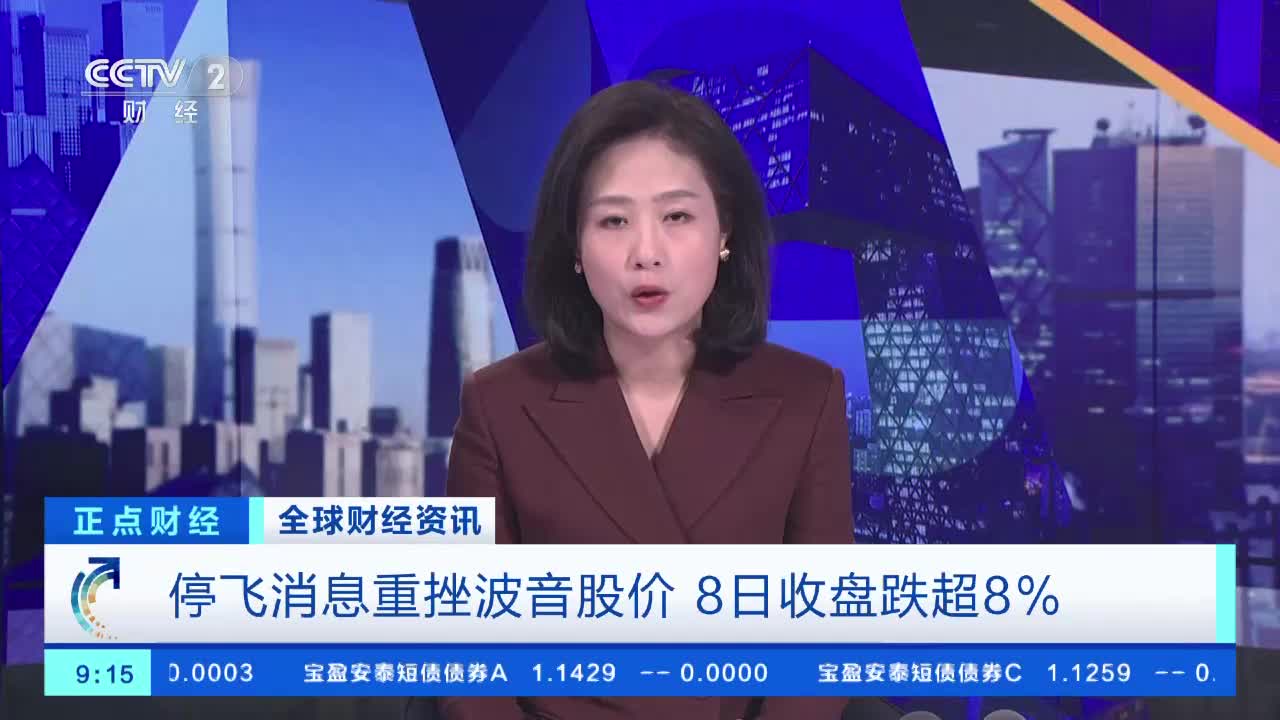 CCTV 2
财 经
正点财经 全球财经资讯
停飞消息重挫波音股价 8日收盘跌超8%
9:15 0.0003 宝盈安泰短债债券A 1.1429 -- 0.0000 宝盈安泰短债债券C 1.1259 -- 0.